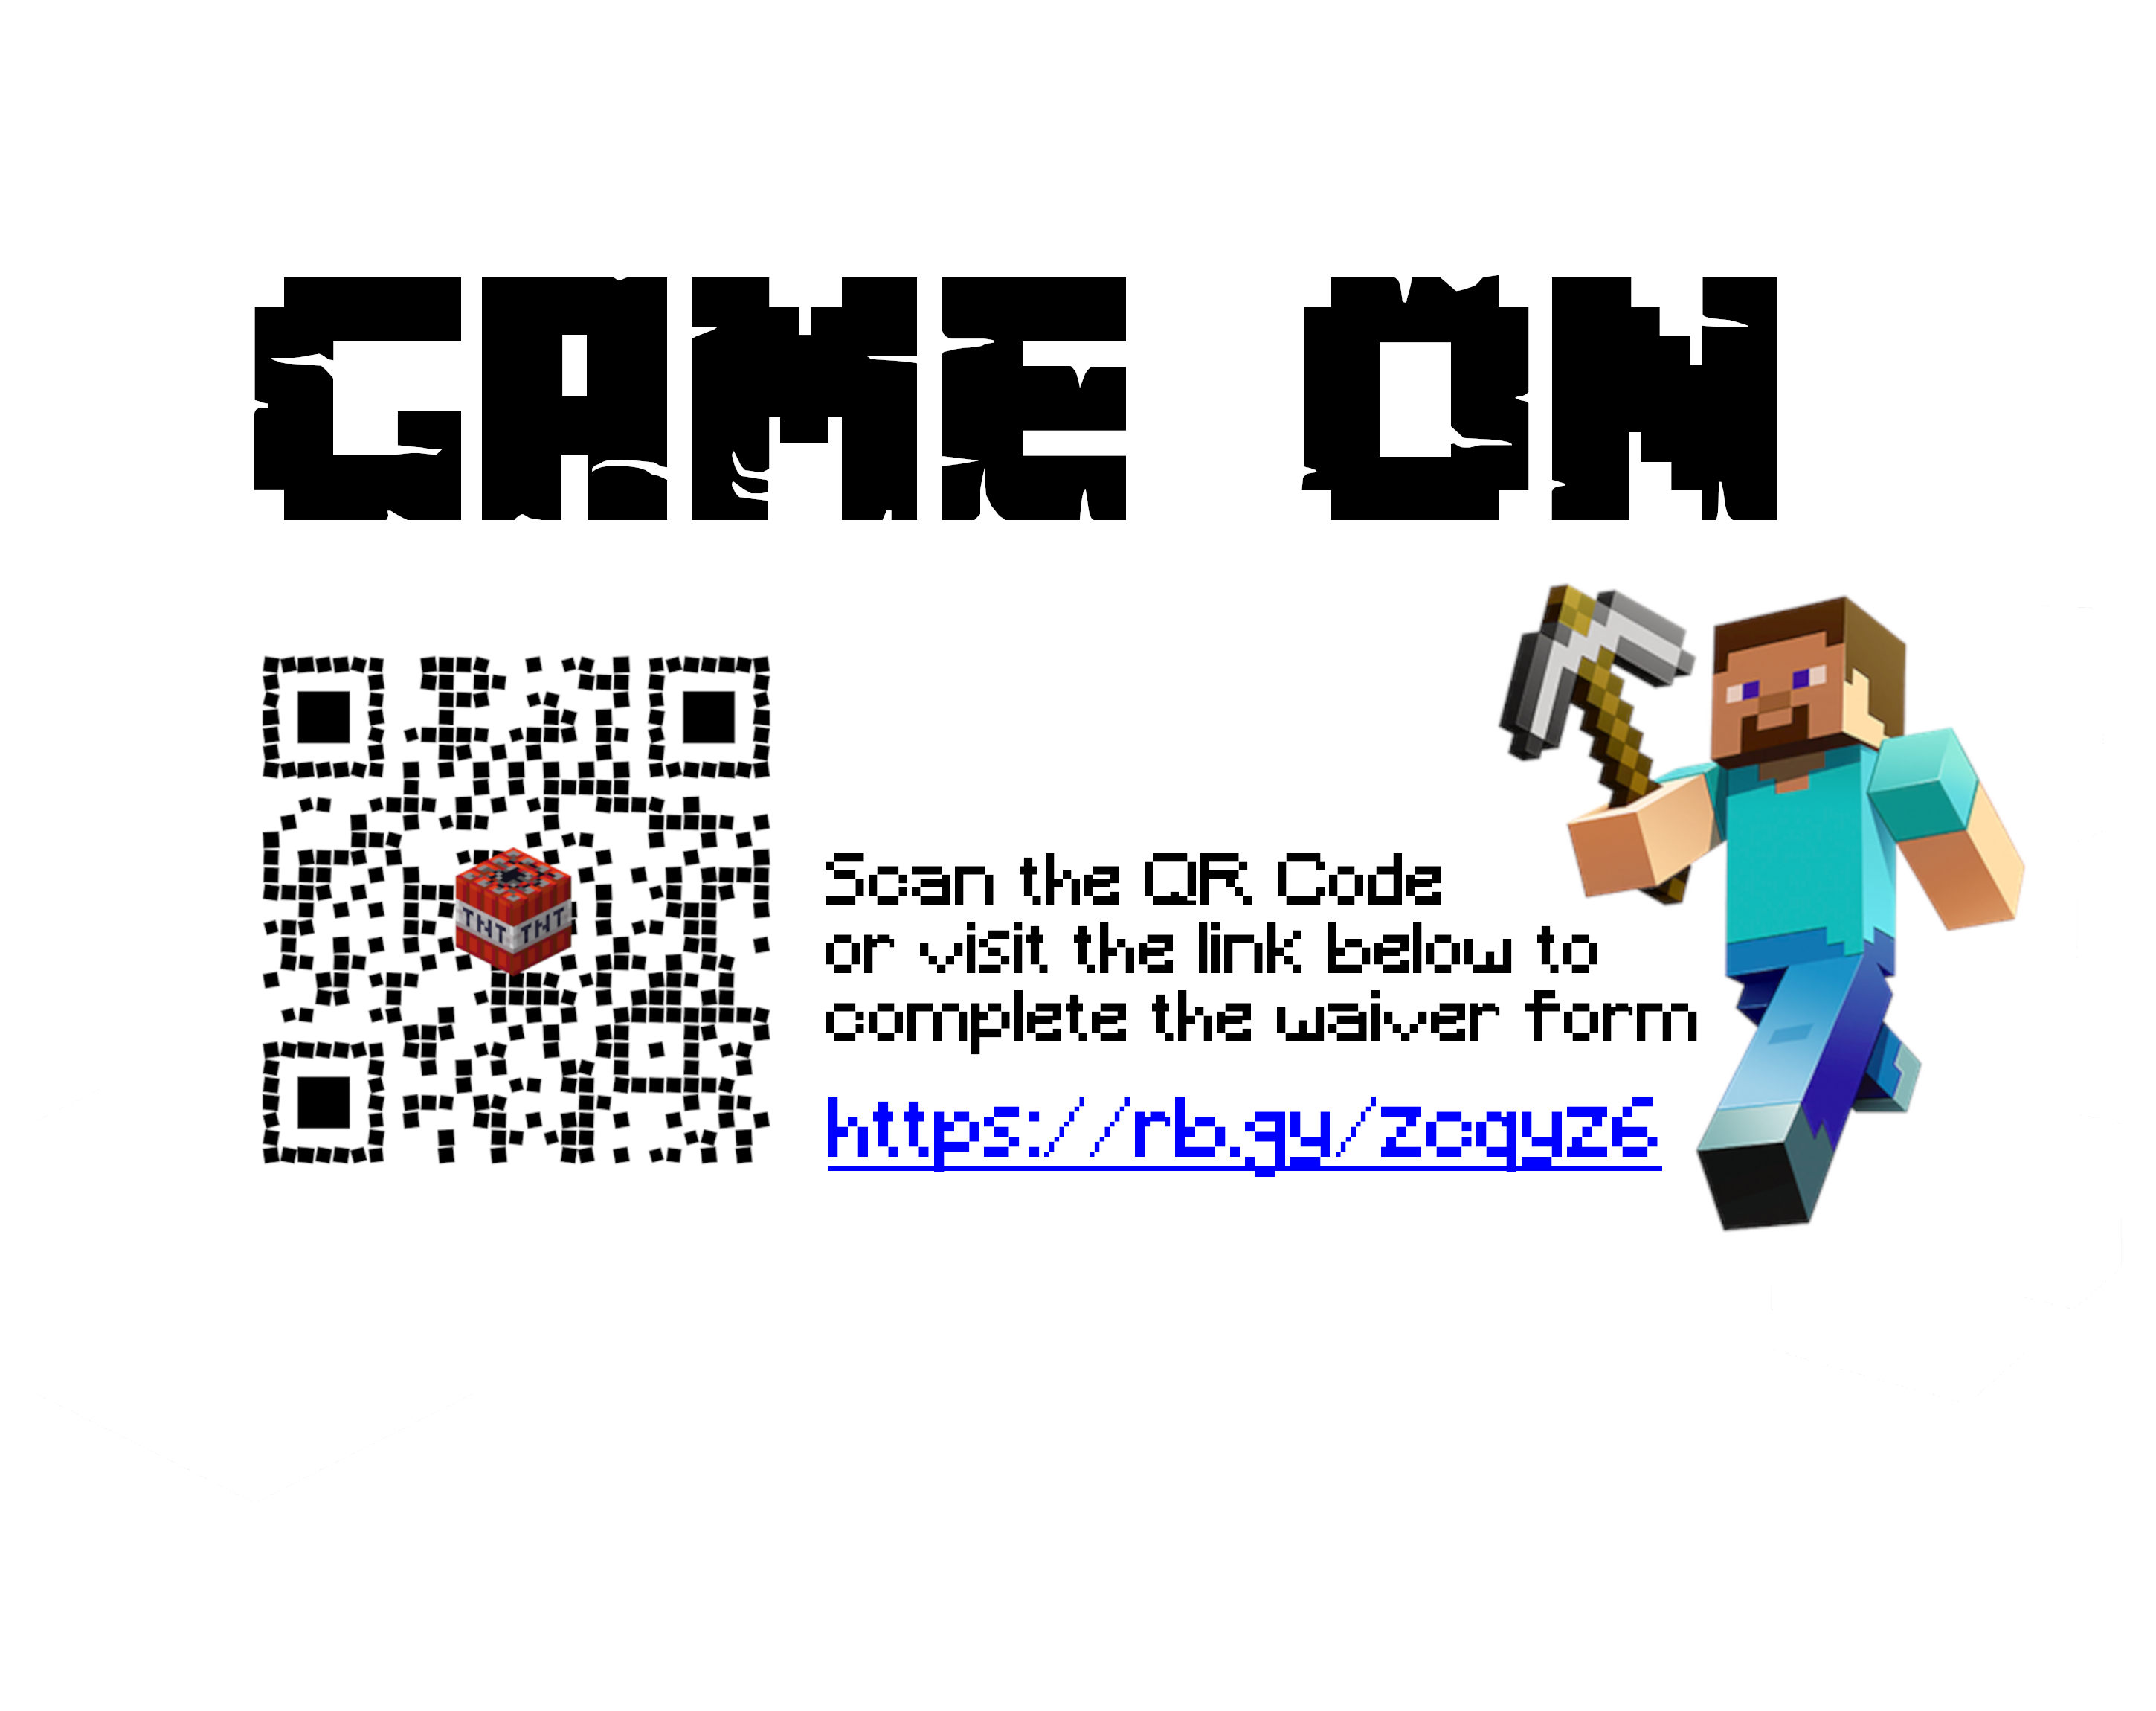 GAME ON
Scan the QR Code
or visit the link below to
complete the waiver form
https://rb.gy/zcqyz6
TNT TNT